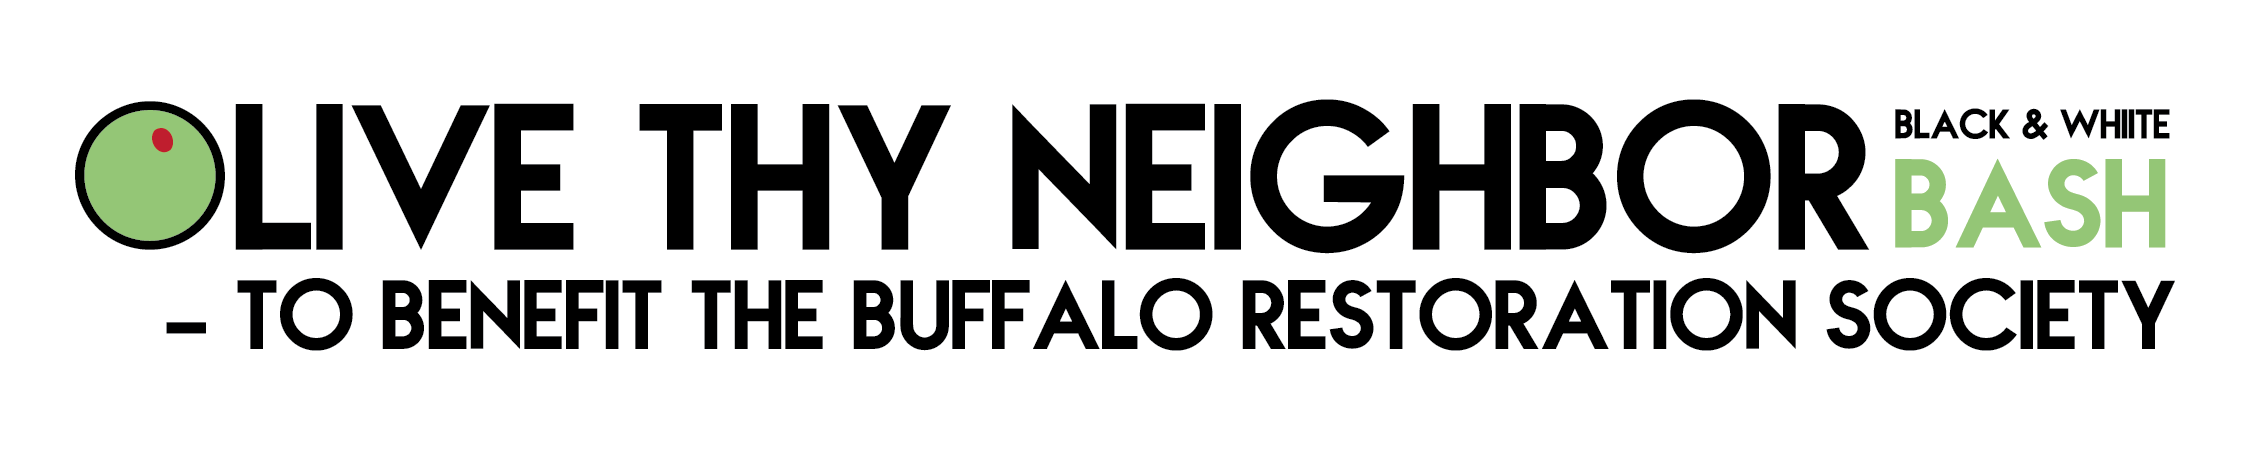 OLIVE THY NEIGHBOR
BLACK & WHIITE
BASH
– TO BENEFIT THE BUFFALO RESTORATION SOCIETY